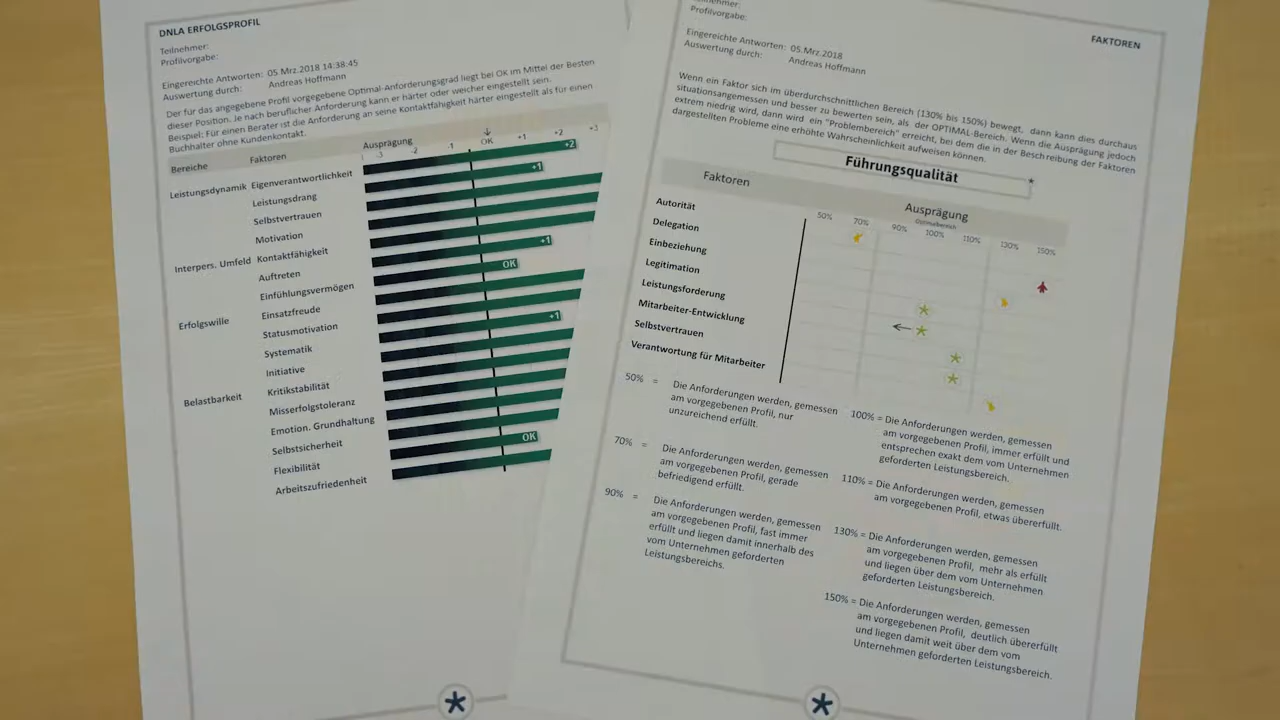 DNLA ERFOLGSPROFIL
Teilnehmer:
Profilvorgabe:
Eingereichte Antworten: 05.Mrz.2018 14:38:45
Auswertung durch: Andreas Hoffmann
Der für das angegebene Profil vorgegebene Optimal-Anforderungsgrad liegt bei OK im Mittel der Besten
dieser Position. Je nach beruflicher Anforderung kann er härter oder weicher eingestellt sein.
Beispiel: Für einen Berater ist die Anforderung an seine Kontaktfähigkeit härter eingestellt als für einen
Buchhalter ohne Kundenkontakt.
Bereiche Faktoren Ausprägung
-3 -2 -1 OK +1 +2 +3
Leistungsdynamik Eigenverantwortlichkeit +2
Leistungsdrang +1
Selbstvertrauen
Motivation
Interpers. Umfeld Kontaktfähigkeit +1
Auftreten OK
Einfühlungsvermögen
Erfolgswille Einsatzfreude
Statusmotivation +1
Systematik
Initiative
Belastbarkeit Kritikstabilität
Misserfolgstoleranz
Emotion. Grundhaltung
Selbstsicherheit OK
Flexibilität
Arbeitszufriedenheit
Teilnehmer:
Profilvorgabe:
FAKTOREN
Eingereichte Antworten: 05.Mrz.2018
Auswertung durch: Andreas Hoffmann
Wenn ein Faktor sich im überdurchschnittlichen Bereich (130% bis 150%) bewegt, dann kann dies durchaus
situationsangemessen und besser zu bewerten sein, als der OPTIMAL-Bereich. Wenn die Ausprägung jedoch
extrem niedrig wird, dann wird ein "Problembereich" erreicht, bei dem die in der Beschreibung der Faktoren
dargestellten Probleme eine erhöhte Wahrscheinlichkeit aufweisen können.
Führungsqualität *
Faktoren Ausprägung
Optimalbereich
50% 70% 90% 100% 110% 130% 150%
Autorität
Delegation
Einbeziehung
Legitimation
Leistungsforderung
Mitarbeiter-Entwicklung
Selbstvertrauen
Verantwortung für Mitarbeiter
50% = Die Anforderungen werden, gemessen
am vorgegebenen Profil, nur
unzureichend erfüllt.
70% = Die Anforderungen werden, gemessen
am vorgegebenen Profil, gerade
befriedigend erfüllt.
90% = Die Anforderungen werden, gemessen
am vorgegebenen Profil, fast immer
erfüllt und liegen damit innerhalb des
vom Unternehmen geforderten
Leistungsbereichs.
100% = Die Anforderungen werden, gemessen
am vorgegebenen Profil, immer erfüllt und
entsprechen exakt dem vom Unternehmen
geforderten Leistungsbereich.
110% = Die Anforderungen werden, gemessen
am vorgegebenen Profil, etwas übererfüllt.
130% = Die Anforderungen werden, gemessen
am vorgegebenen Profil, mehr als erfüllt
und liegen über dem vom Unternehmen
geforderten Leistungsbereich.
150% = Die Anforderungen werden, gemessen
am vorgegebenen Profil, deutlich übererfüllt
und liegen damit weit über dem vom
Unternehmen geforderten Leistungsbereich.